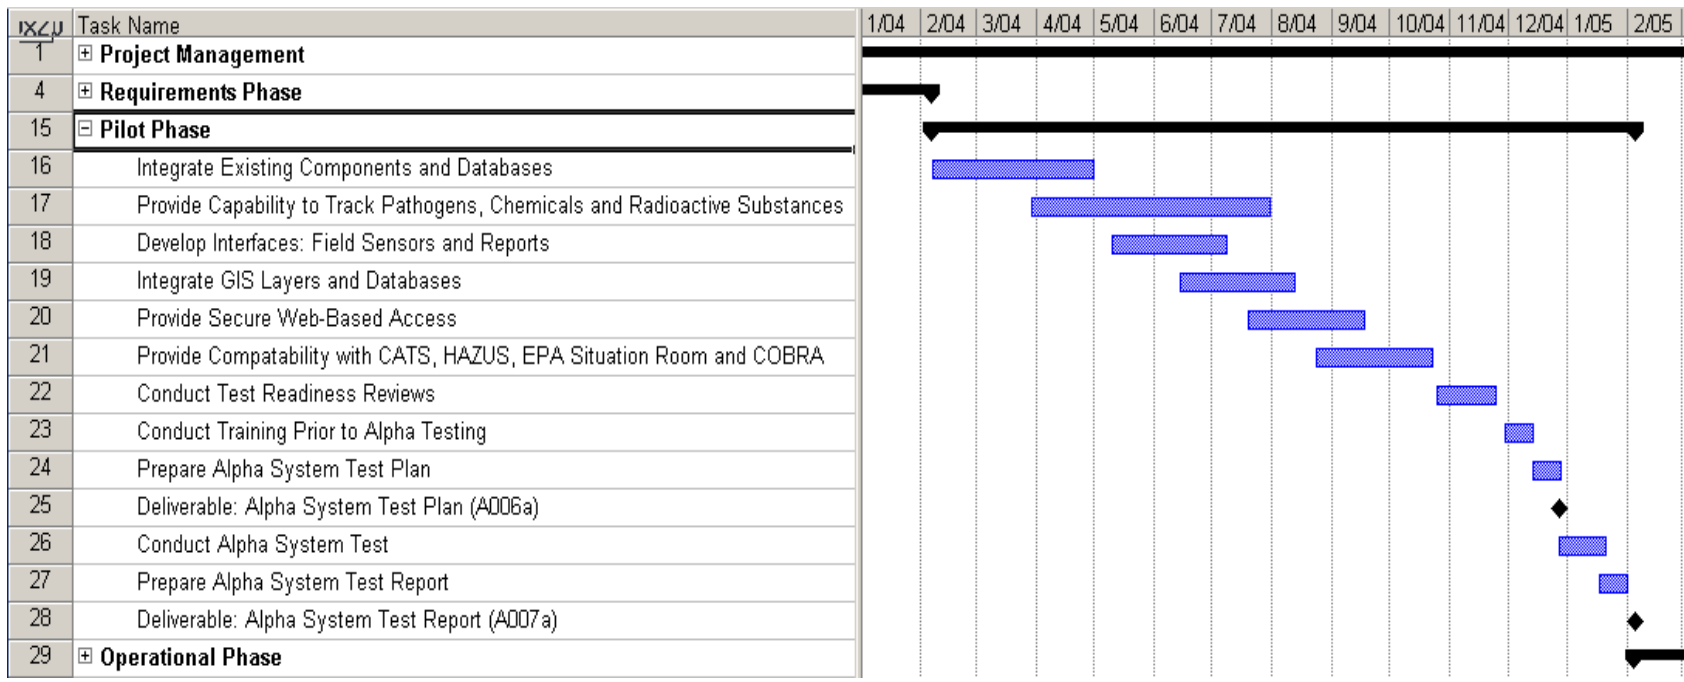 Task Name 1/04 2/04 3/04 4/04 5/04 6/04 7/04 8/04 9/04 10/04 11/04 12/04 1/05 2/05
1 Project Management
4 Requirements Phase
15 Pilot Phase
16 Integrate Existing Components and Databases
17 Provide Capability to Track Pathogens, Chemicals and Radioactive Substances
18 Develop Interfaces: Field Sensors and Reports
19 Integrate GIS Layers and Databases
20 Provide Secure Web-Based Access
21 Provide Compatability with CATS, HAZUS, EPA Situation Room and COBRA
22 Conduct Test Readiness Reviews
23 Conduct Training Prior to Alpha Testing
24 Prepare Alpha System Test Plan
25 Deliverable: Alpha System Test Plan (A006a)
26 Conduct Alpha System Test
27 Prepare Alpha System Test Report
28 Deliverable: Alpha System Test Report (A007a)
29 Operational Phase